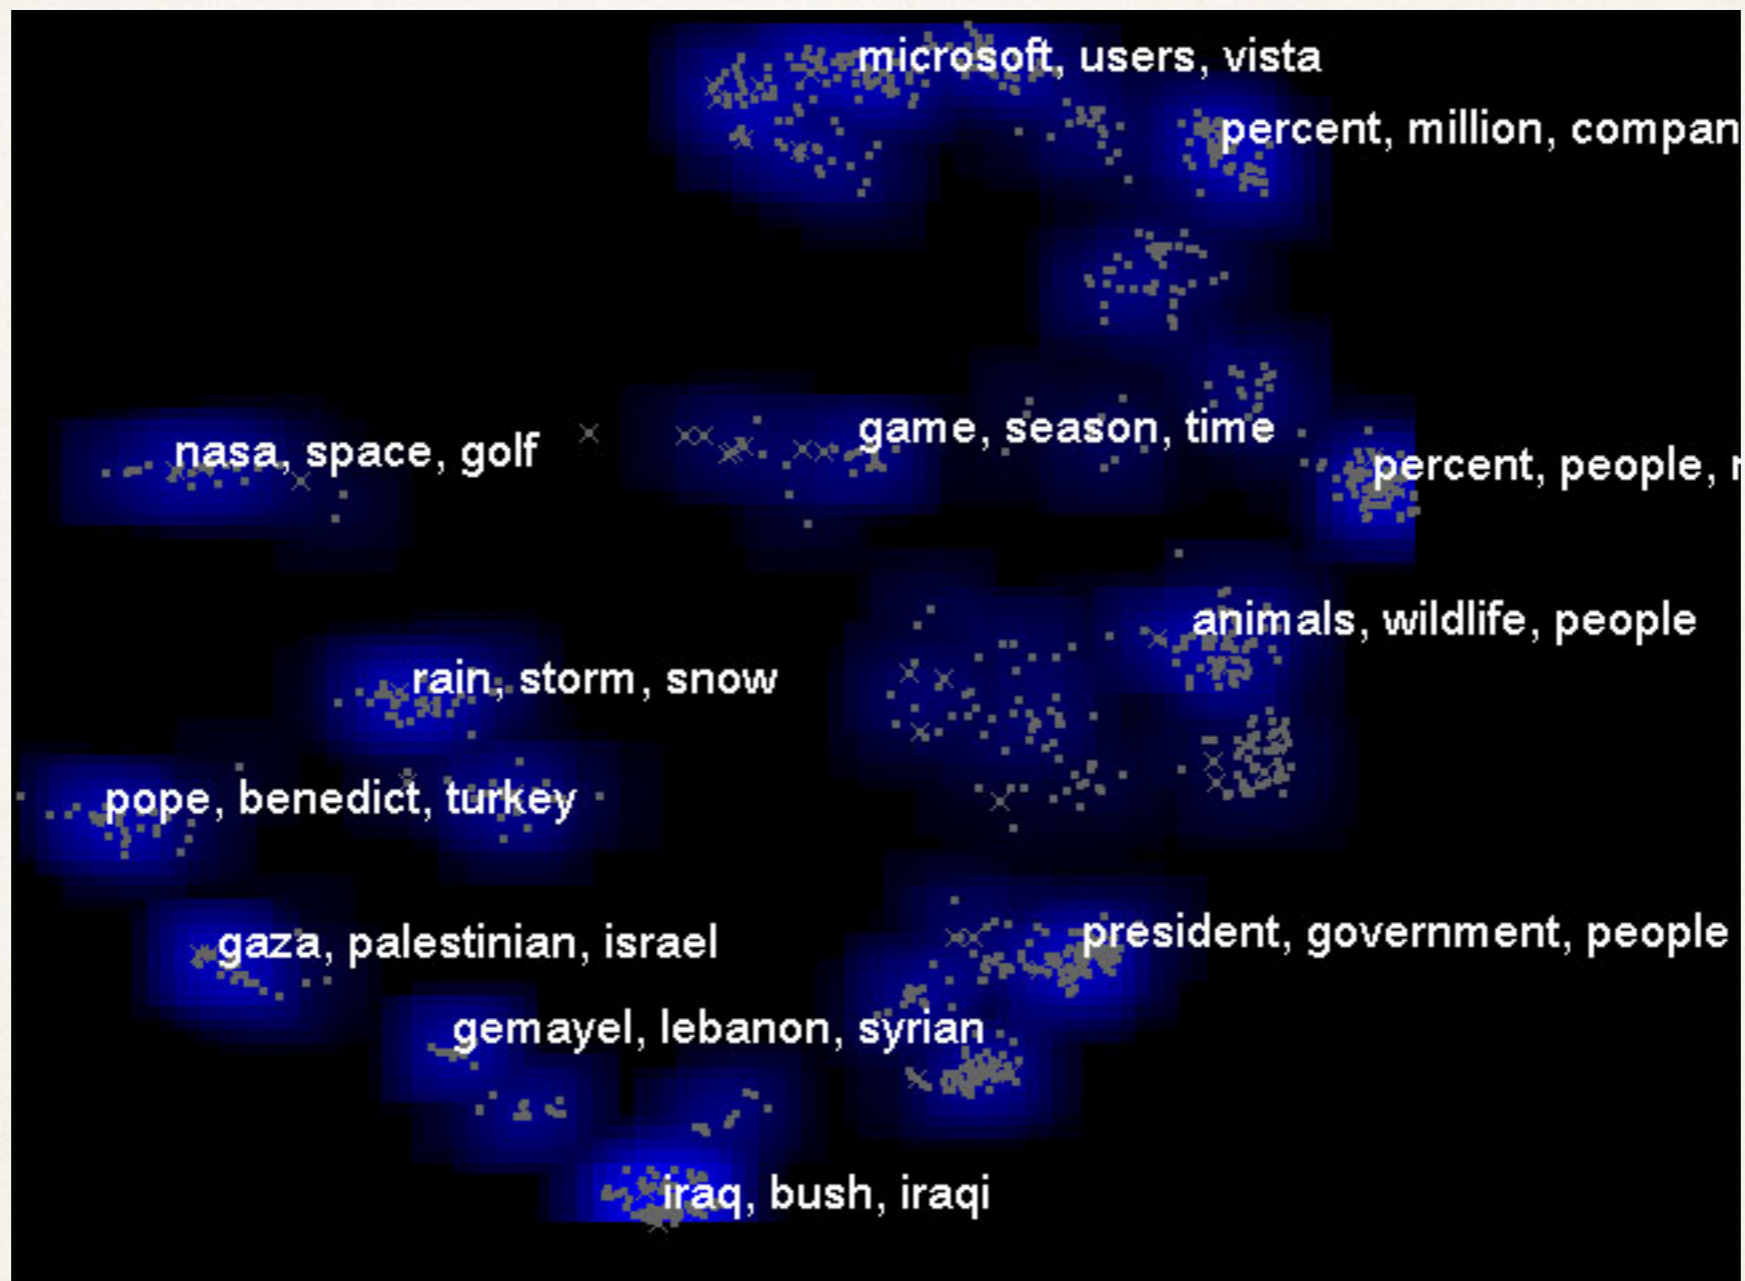 microsoft, users, vista
percent, million, compan
game, season, time
nasa, space, golf
percent, people, r
animals, wildlife, people
rain, storm, snow
pope, benedict, turkey
president, government, people
gaza, palestinian, israel
gemayel, lebanon, syrian
iraq, bush, iraqi